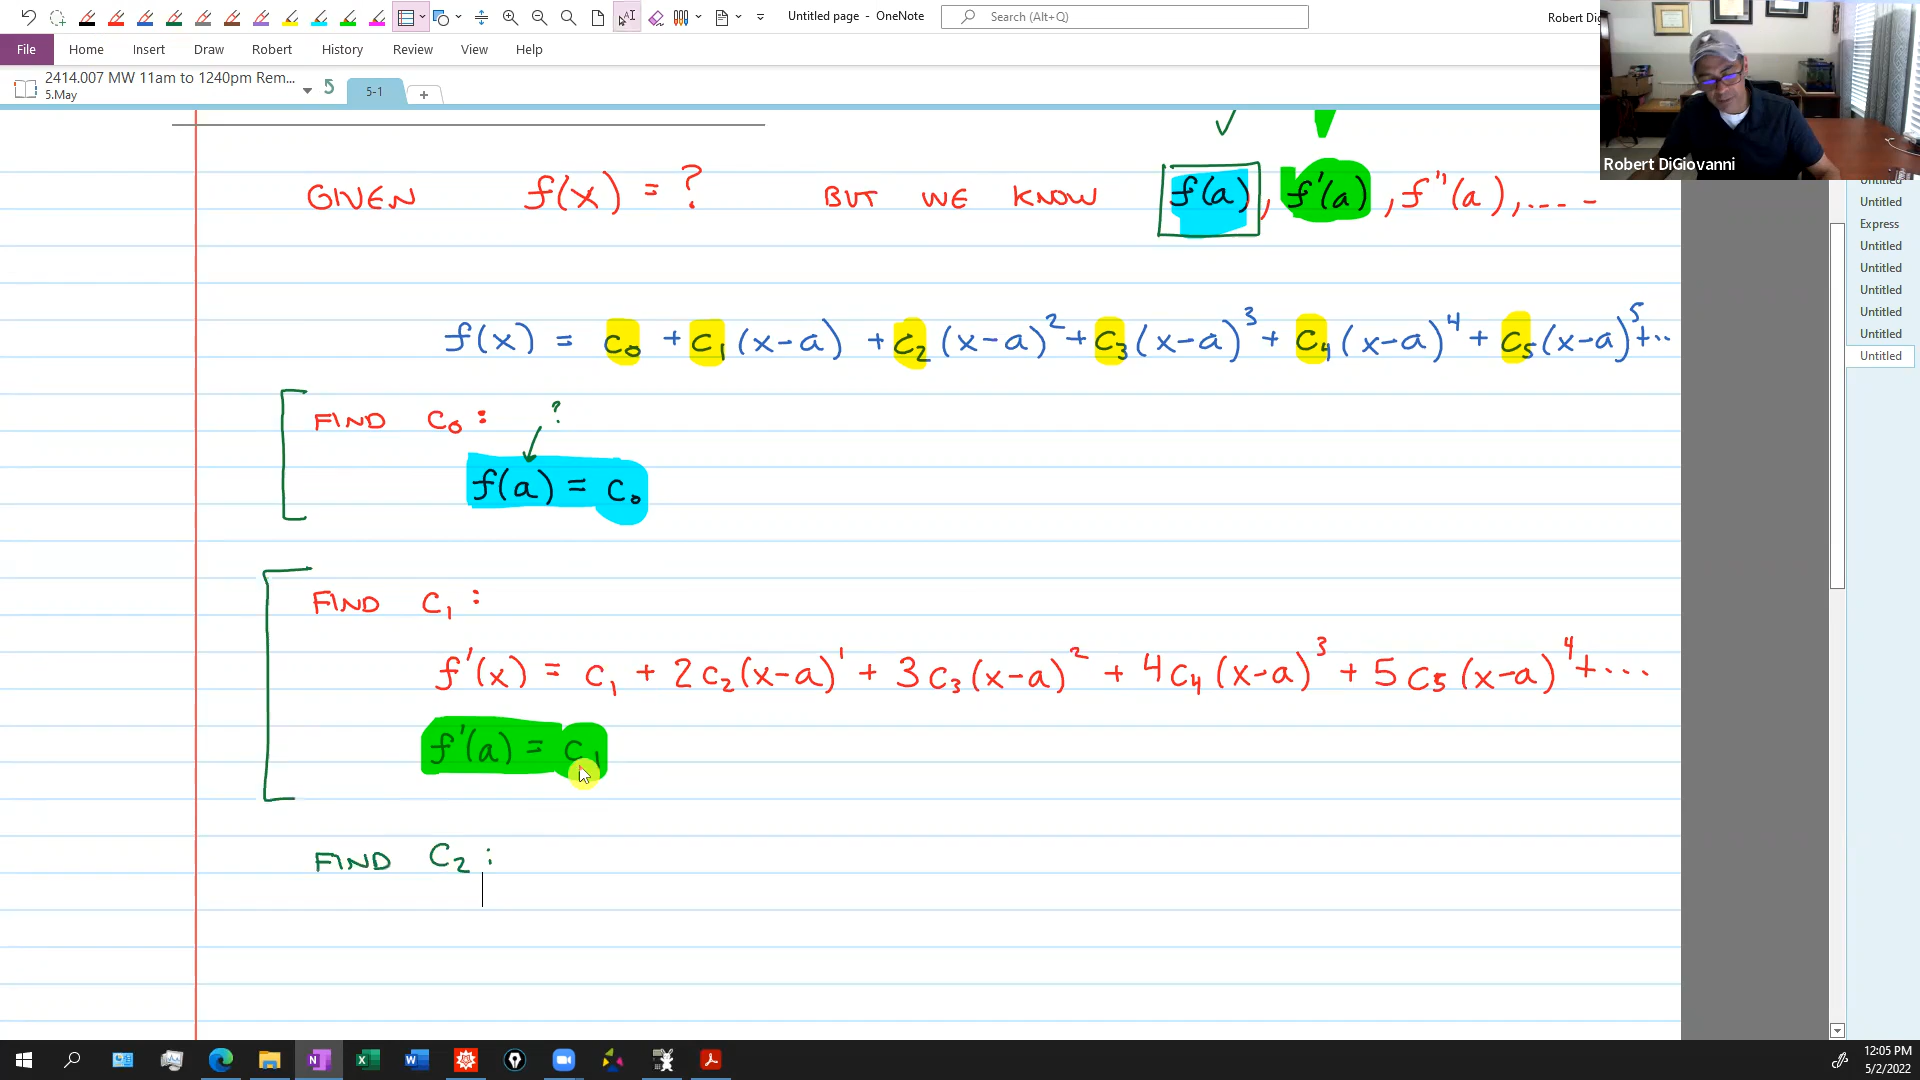 Untitled page - OneNote
Search (Alt+Q)
File Home Insert Draw Robert History Review View Help
2414.007 MW 11am to 1240pm Rem...
5.May
5-1
Robert DiGiovanni
GIVEN f(x) = ? BUT WE KNOW f(a), f'(a), f''(a), ....
f(x) = c₀ + c₁(x-a) + c₂(x-a)² + c₃(x-a)³ + c₄(x-a)⁴ + c₅(x-a)⁵ + ...
FIND c₀: ?
f(a) = c₀
FIND c₁:
f'(x) = c₁ + 2c₂(x-a)¹ + 3c₃(x-a)² + 4c₄(x-a)³ + 5c₅(x-a)⁴ + ...
f'(a) = c₁
FIND C₂:
Untitled
Express
Untitled
Untitled
Untitled
Untitled
Untitled
Untitled
12:05 PM
5/2/2022